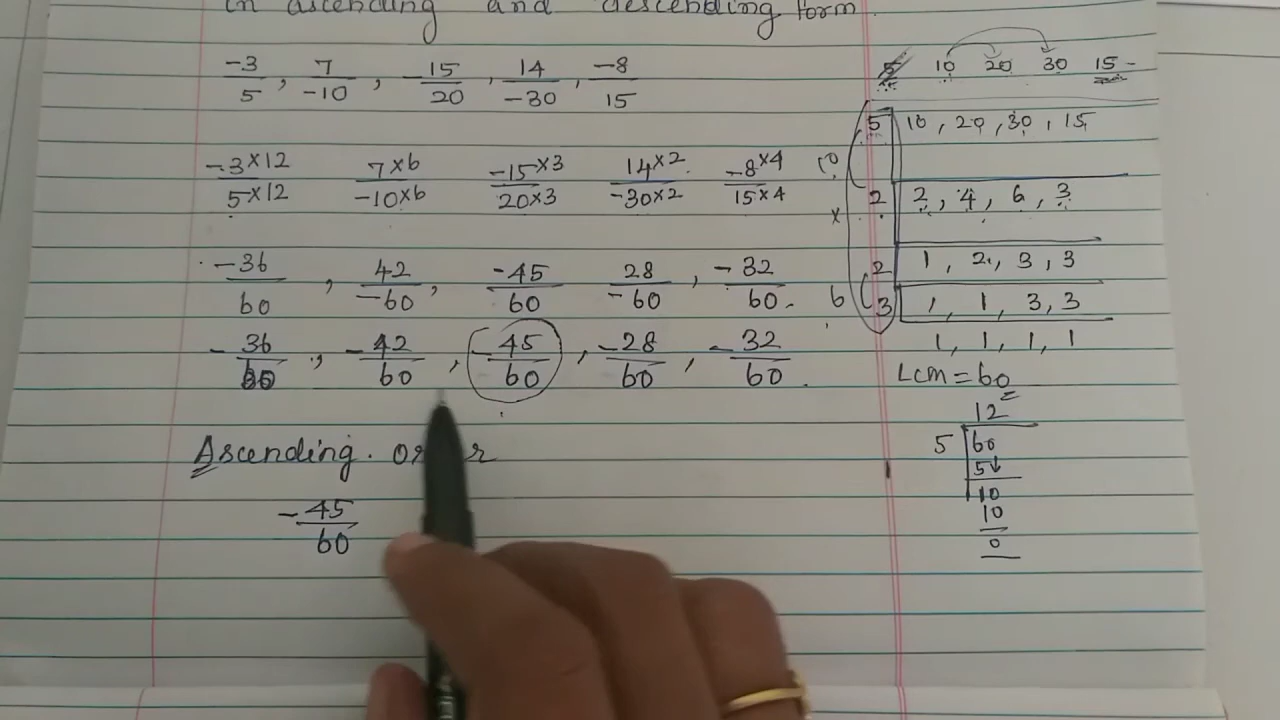 in ascending and descending form.
-3/5, 7/-10, -15/20, 14/-30, -8/15
-3×12/5×12 7×6/-10×6 -15×3/20×3 14×2/-30×2 -8×4/15×4
-36/60, 42/-60, -45/60 28/-60, -32/60.
-36/60, -42/60, -45/60, -28/60, -32/60.
Ascending.
-45/60
5 10 20 30 15
5 10, 20, 30, 15
2 2, 4, 6, 3
×
2 1, 2, 3, 3
6 3 1, 1, 3, 3
1, 1, 1, 1
Lcm = 60
12
5 60
5↓
10
10
0